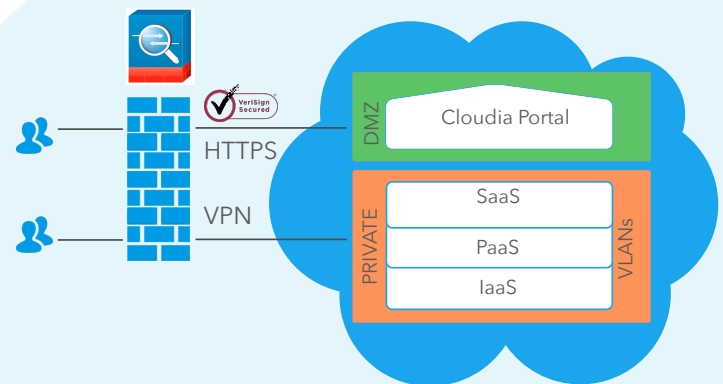 VeriSign
Secured
HTTPS
VPN
DMZ
Cloudia Portal
PRIVATE
SaaS
PaaS
IaaS
VLANs